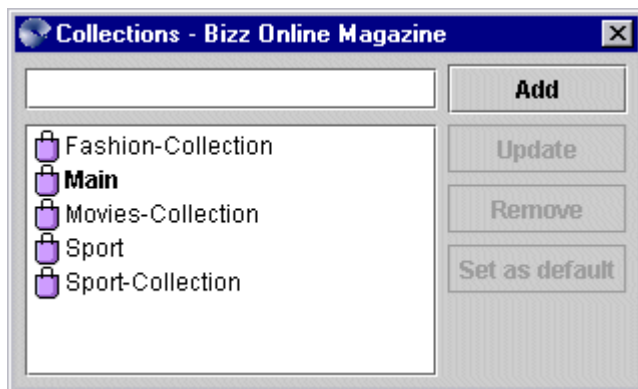 Collections - Bizz Online Magazine
Add
Fashion-Collection
Main
Movies-Collection
Sport
Sport-Collection
Update
Remove
Set as default